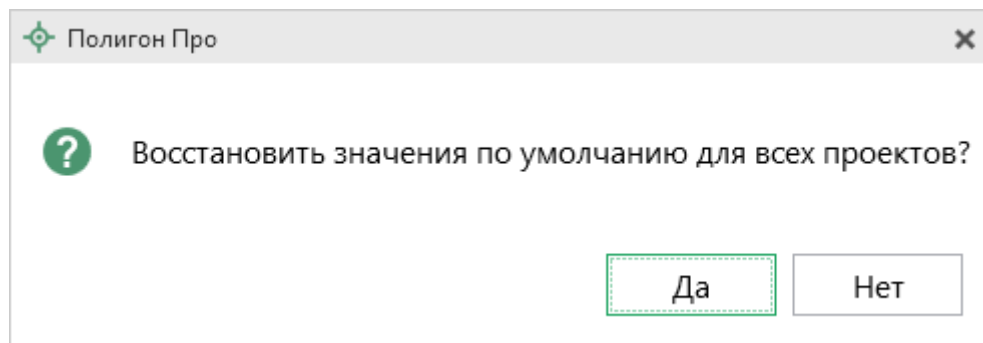 Полигон Про
Восстановить значения по умолчанию для всех проектов?
Да
Нет